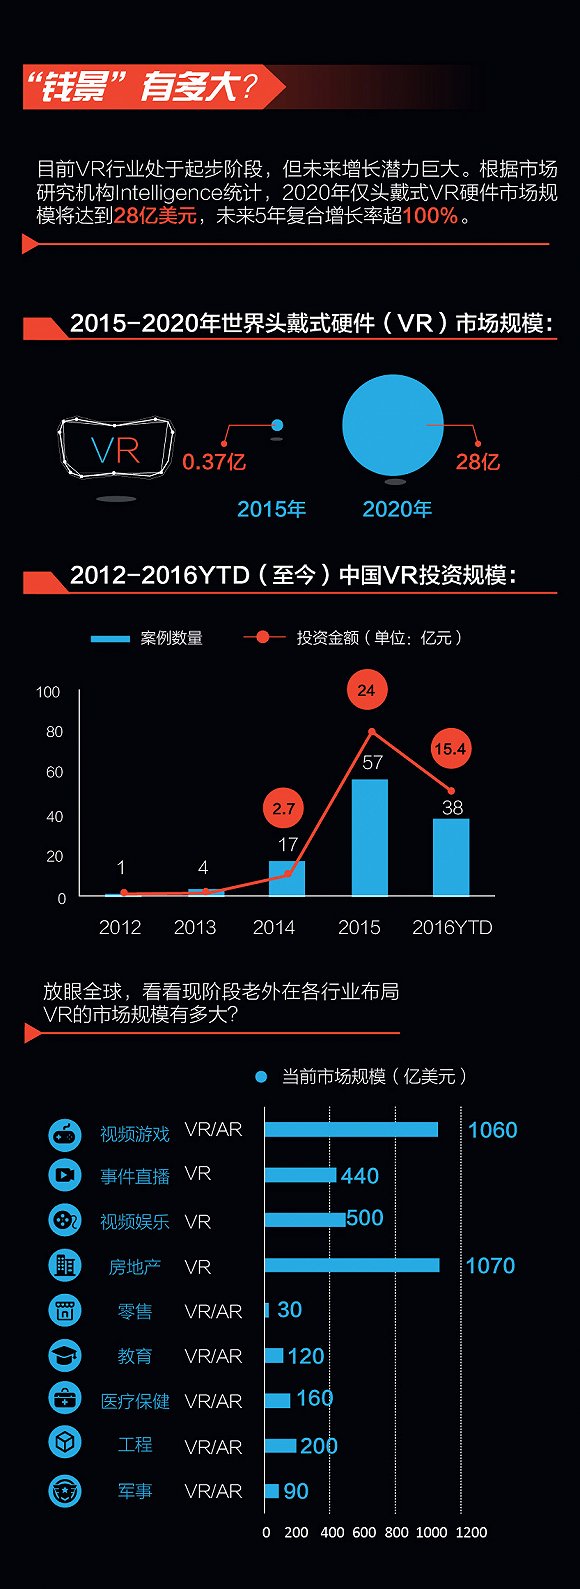 “钱景”有多大?
目前VR行业处于起步阶段，但未来增长潜力巨大。根据市场
研究机构Intelligence统计，2020年仅头戴式VR硬件市场规
模将达到28亿美元，未来5年复合增长率超100%。
2015-2020年世界头戴式硬件（VR）市场规模：
VR
0.37亿
28亿
2015年
2020年
2012-2016YTD（至今）中国VR投资规模：
案例数量 投资金额（单位：亿元）
100
80
60
40
20
0
24
15.4
2.7
57
38
17
4
1
2012 2013 2014 2015 2016YTD
放眼全球，看看现阶段老外在各行业布局
VR的市场规模有多大?
当前市场规模（亿美元）
视频游戏 VR/AR 1060
事件直播 VR 440
视频娱乐 VR 500
房地产 VR 1070
零售 VR/AR 30
教育 VR/AR 120
医疗保健 VR/AR 160
工程 VR/AR 200
军事 VR/AR 90
0 200 400 600 800 1000 1200